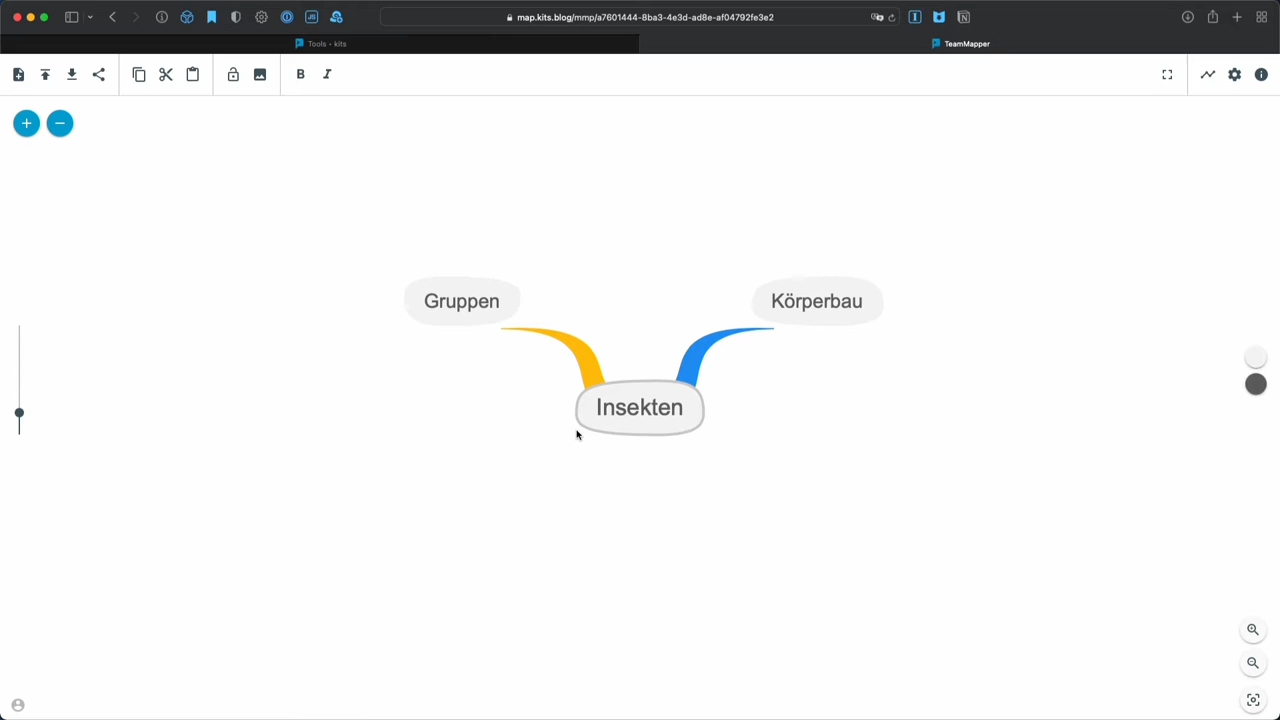 map.kits.blog/mmp/a7601444-8ba3-4e3d-ad8e-af04792fe3e2
Tools - kits
TeamMapper
B I
Gruppen
Körperbau
Insekten